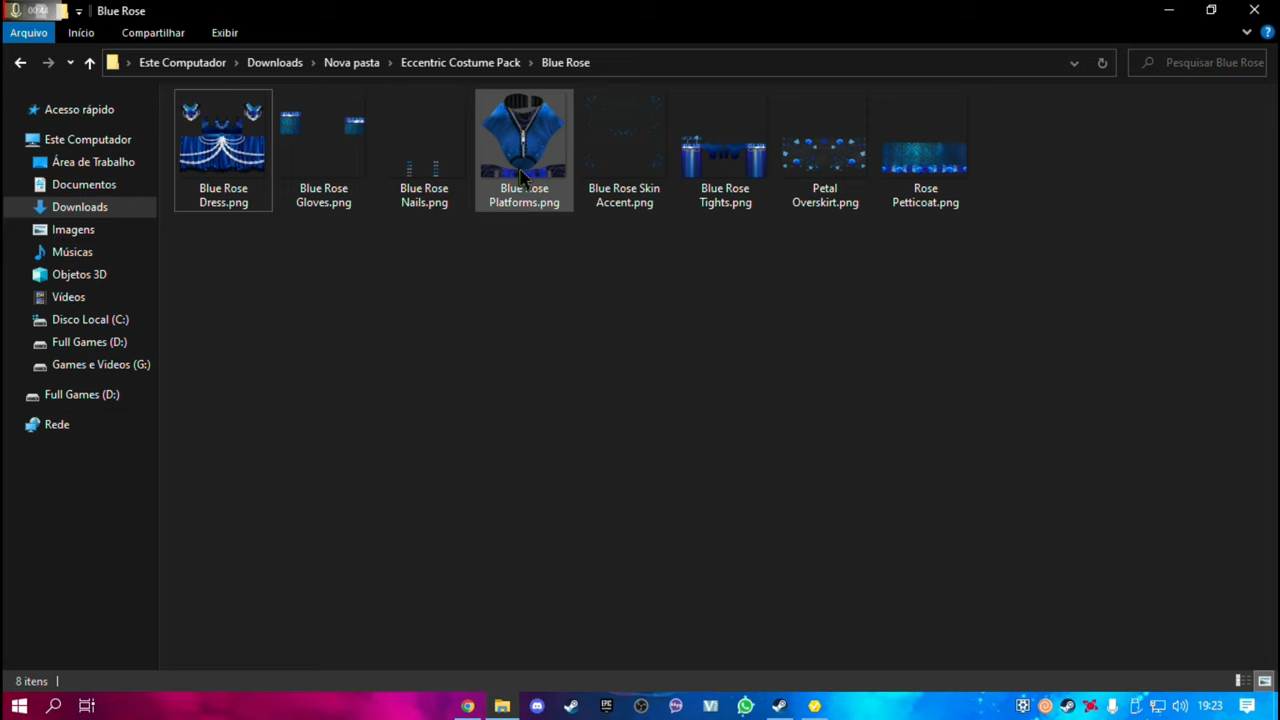 00:44
Blue Rose
Arquivo
Início
Compartilhar
Exibir
Este Computador
Downloads
Nova pasta
Eccentric Costume Pack
Blue Rose
Pesquisar Blue Rose
Acesso rápido
Este Computador
Área de Trabalho
Documentos
Downloads
Imagens
Músicas
Objetos 3D
Vídeos
Disco Local (C:)
Full Games (D:)
Games e Videos (G:)
Full Games (D:)
Rede
Blue Rose
Dress.png
Blue Rose
Gloves.png
Blue Rose
Nails.png
Blue Rose
Platforms.png
Blue Rose Skin
Accent.png
Blue Rose
Tights.png
Petal
Overskirt.png
Rose
Petticoat.png
8 itens
EPIC
19:23